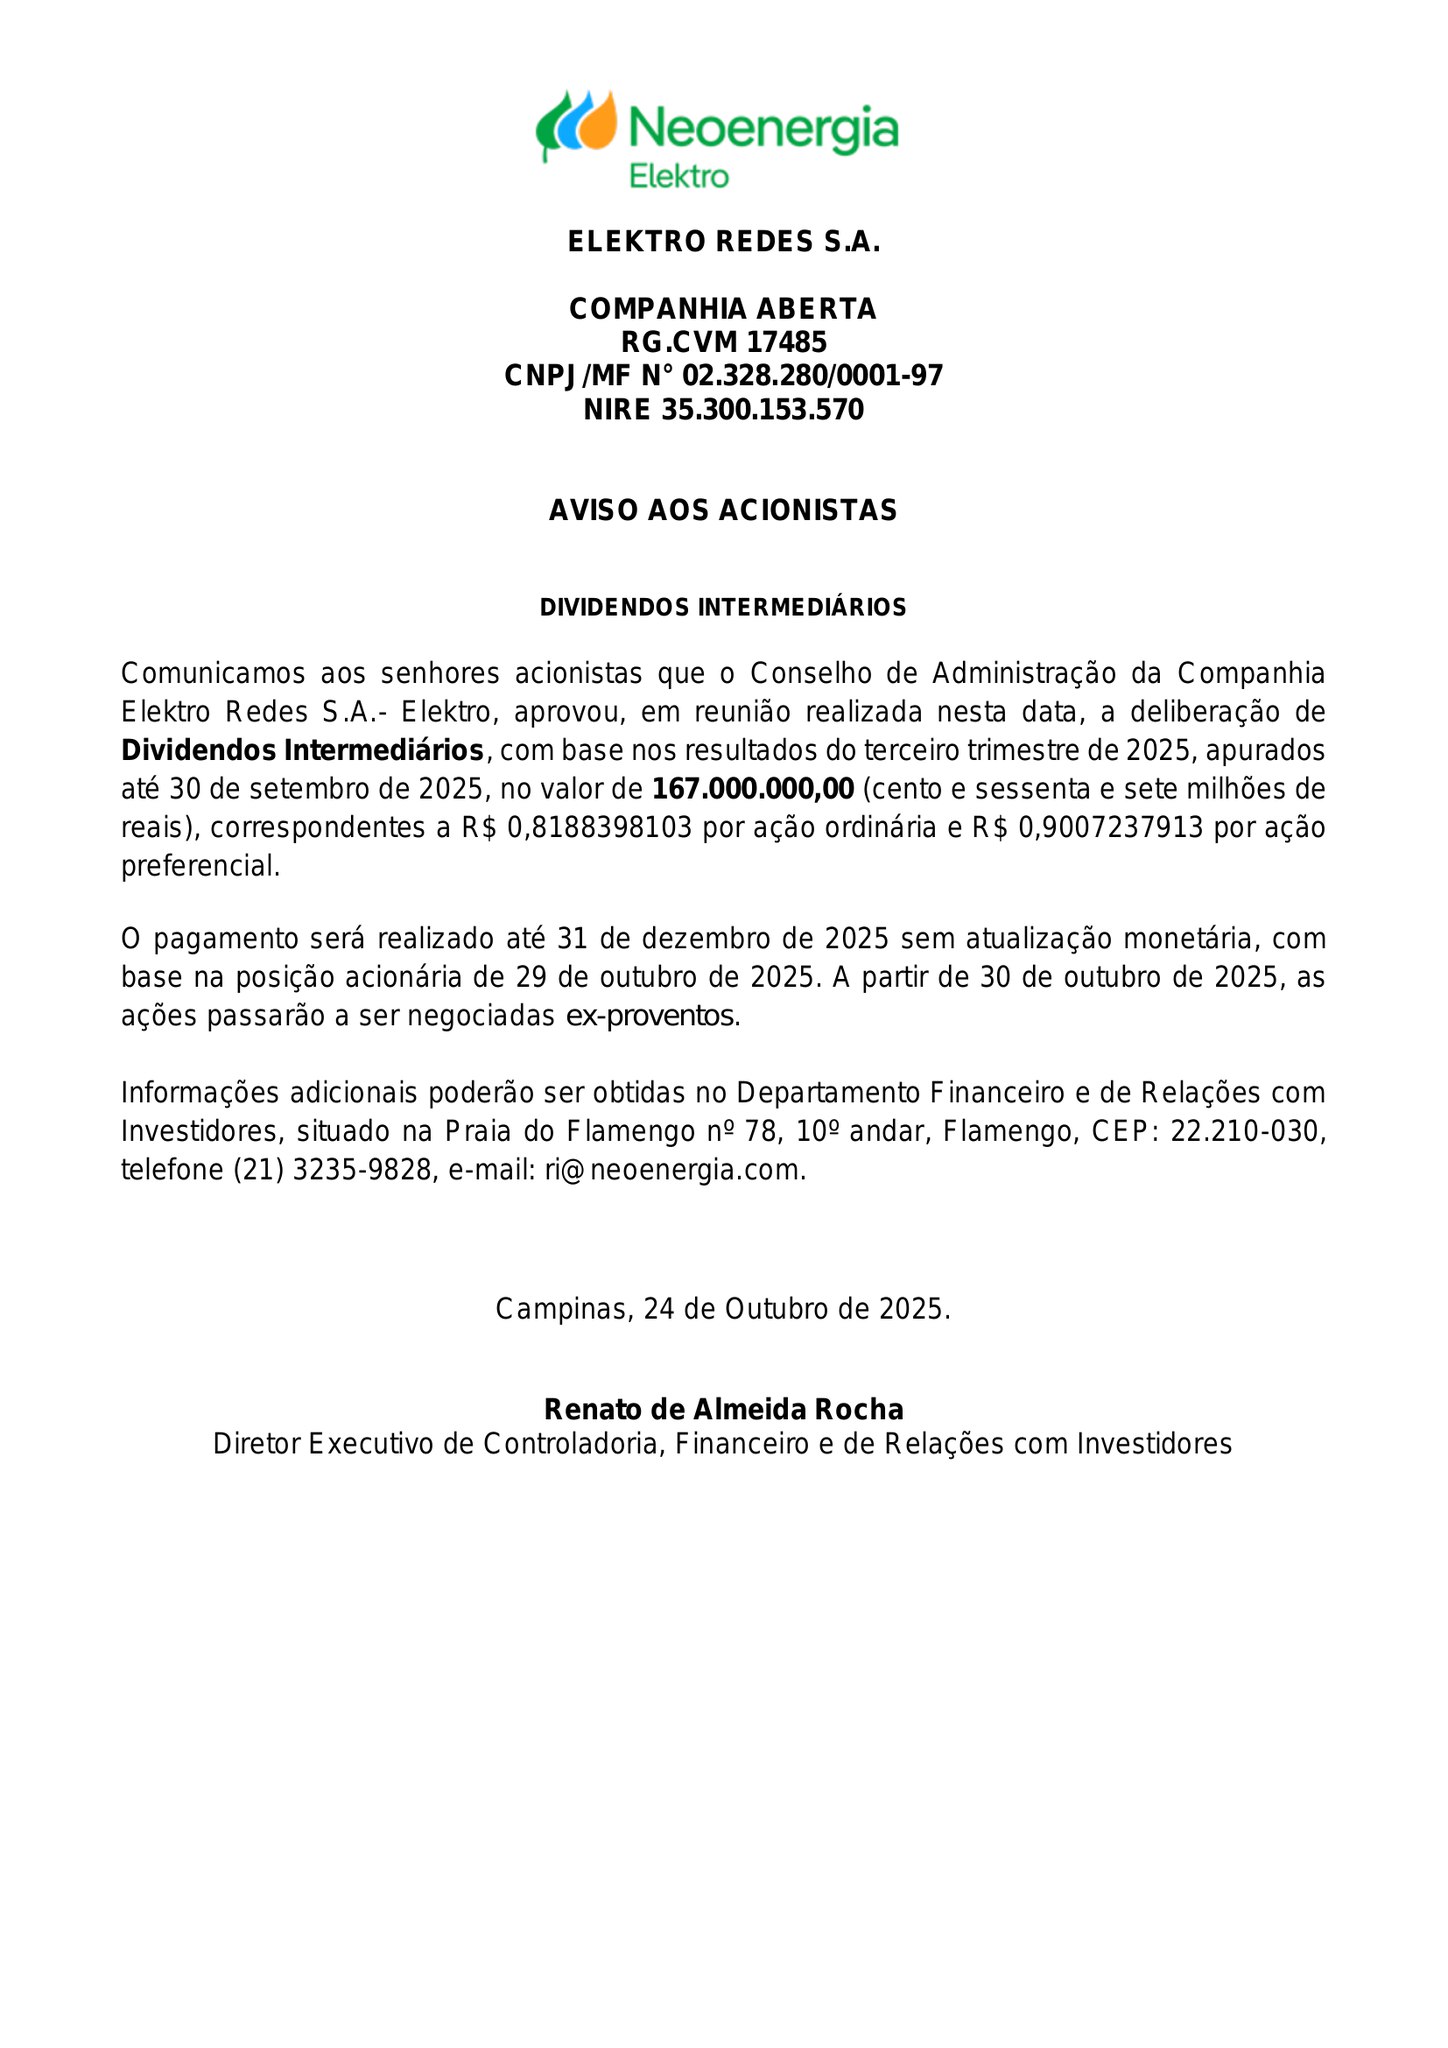 Neoenergia
Elektro
ELEKTRO REDES S.A.
COMPANHIA ABERTA
RG.CVM 17485
CNPJ/MF N° 02.328.280/0001-97
NIRE 35.300.153.570
AVISO AOS ACIONISTAS
DIVIDENDOS INTERMEDIÁRIOS
Comunicamos aos senhores acionistas que o Conselho de Administração da Companhia
Elektro Redes S.A.- Elektro, aprovou, em reunião realizada nesta data, a deliberação de
Dividendos Intermediários, com base nos resultados do terceiro trimestre de 2025, apurados
até 30 de setembro de 2025, no valor de 167.000.000,00 (cento e sessenta e sete milhões de
reais), correspondentes a R$ 0,8188398103 por ação ordinária e R$ 0,9007237913 por ação
preferencial.
O pagamento será realizado até 31 de dezembro de 2025 sem atualização monetária, com
base na posição acionária de 29 de outubro de 2025. A partir de 30 de outubro de 2025, as
ações passarão a ser negociadas ex-proventos.
Informações adicionais poderão ser obtidas no Departamento Financeiro e de Relações com
Investidores, situado na Praia do Flamengo nº 78, 10º andar, Flamengo, CEP: 22.210-030,
telefone (21) 3235-9828, e-mail: ri@neoenergia.com.
Campinas, 24 de Outubro de 2025.
Renato de Almeida Rocha
Diretor Executivo de Controladoria, Financeiro e de Relações com Investidores